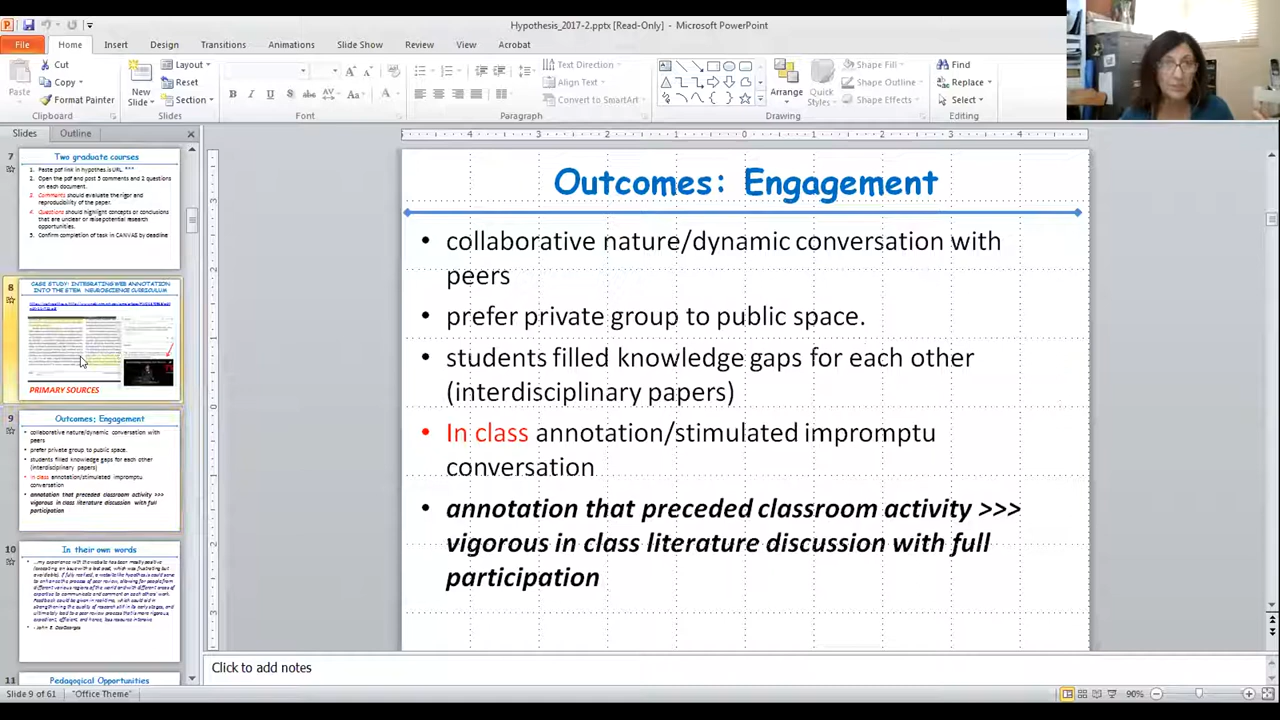 Hypothesis_2017-2.pptx [Read-Only] - Microsoft PowerPoint
File Home Insert Design Transitions Animations Slide Show Review View Acrobat
Paste
Cut
Copy
Format Painter
Clipboard
New
Slide
Layout
Reset
Section
Slides
Font
Text Direction
Align Text
Convert to SmartArt
Paragraph
Arrange
Quick
Styles
Shape Fill
Shape Outline
Shape Effects
Drawing
Find
Replace
Select
Editing
Slides Outline
7
Two graduate courses
1. Paste pdf link in hypothes.is URL. ***
2. Open the pdf and post 5 comments and 2 questions
on each document.
3. Comments should evaluate the rigor and
reproducibility of the paper.
4. Questions should highlight concepts or conclusions
that are unclear or raise potential research
opportunities.
5. Confirm completion of task in CANVAS by deadline
8
CASE STUDY: INTEGRATING WEB ANNOTATION
INTO THE STEM NEUROSCIENCE CURRICULUM
PRIMARY SOURCES
9
Outcomes: Engagement
• collaborative nature/dynamic conversation with
peers
• prefer private group to public space.
• students filled knowledge gaps for each other
(interdisciplinary papers)
• In class annotation/stimulated impromptu
conversation
• annotation that preceded classroom activity >>>
vigorous in class literature discussion with full
participation
10
In their own words
11
Pedagogical Opportunities
Outcomes: Engagement
• collaborative nature/dynamic conversation with
peers
• prefer private group to public space.
• students filled knowledge gaps for each other
(interdisciplinary papers)
• In class annotation/stimulated impromptu
conversation
• annotation that preceded classroom activity >>>
vigorous in class literature discussion with full
participation
Click to add notes
Slide 9 of 61 "Office Theme" 90%